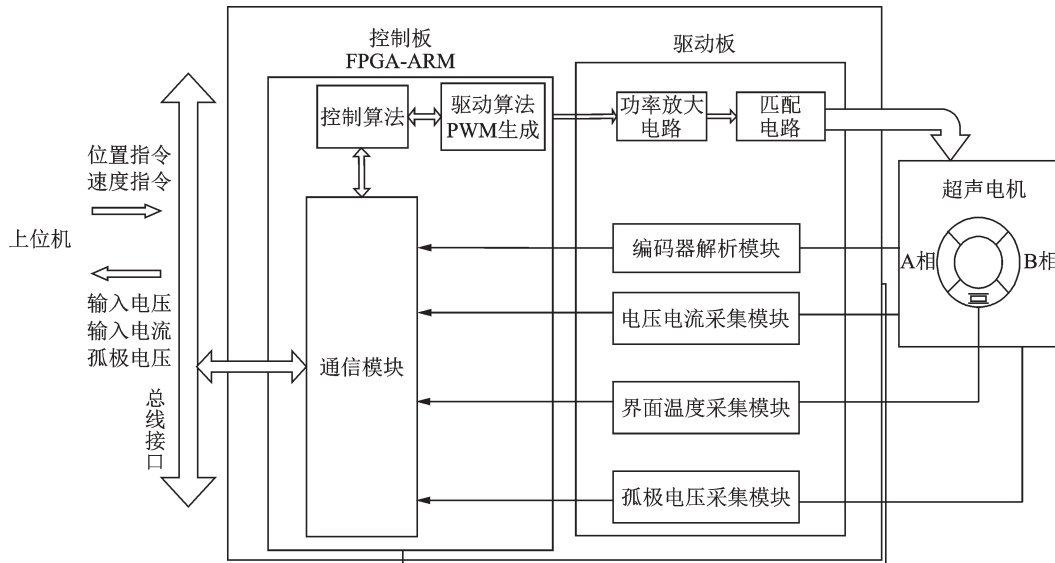 控制板
FPGA-ARM
驱动板
控制算法
驱动算法
PWM生成
功率放大
电路
匹配
电路
位置指令
速度指令
上位机
输入电压
输入电流
孤极电压
总线接口
通信模块
编码器解析模块
电压电流采集模块
界面温度采集模块
孤极电压采集模块
超声电机
A相
B相